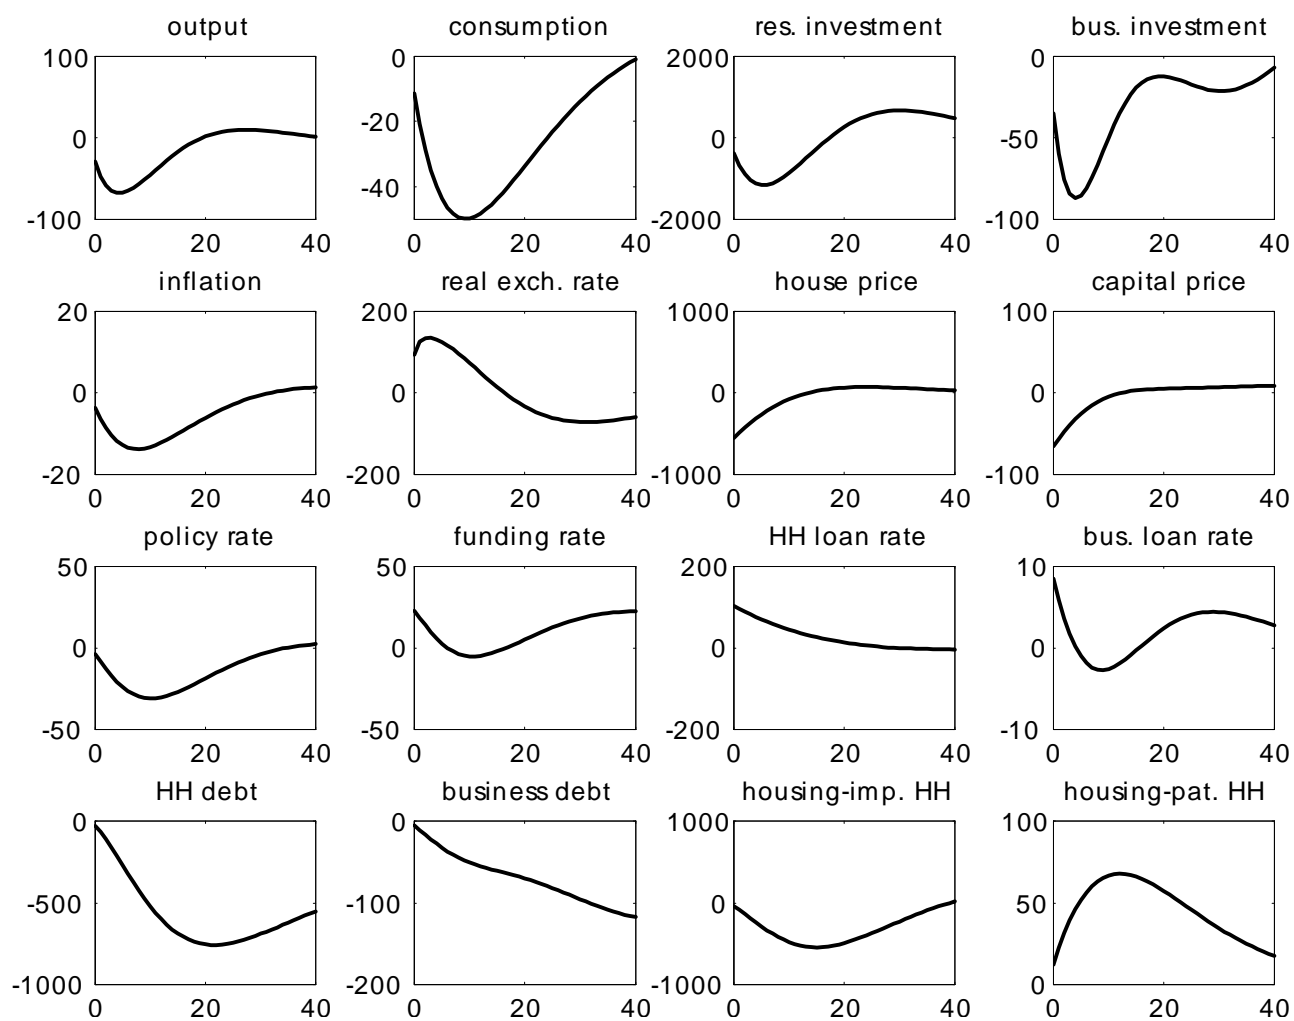 output consumption res. investment bus. investment
100 0 2000 0
0 -20 0 -50
-40
-100 -2000 -100
0 20 40 0 20 40 0 20 40 0 20 40
inflation real exch. rate house price capital price
20 200 1000 100
0 0 0 0
-20 -200 -1000 -100
0 20 40 0 20 40 0 20 40 0 20 40
policy rate funding rate HH loan rate bus. loan rate
50 50 200 10
0 0 0 0
-50 -50 -200 -10
0 20 40 0 20 40 0 20 40 0 20 40
HH debt business debt housing-imp. HH housing-pat. HH
0 0 1000 100
-500 -100 0 50
-1000 -200 -1000 0
0 20 40 0 20 40 0 20 40 0 20 40